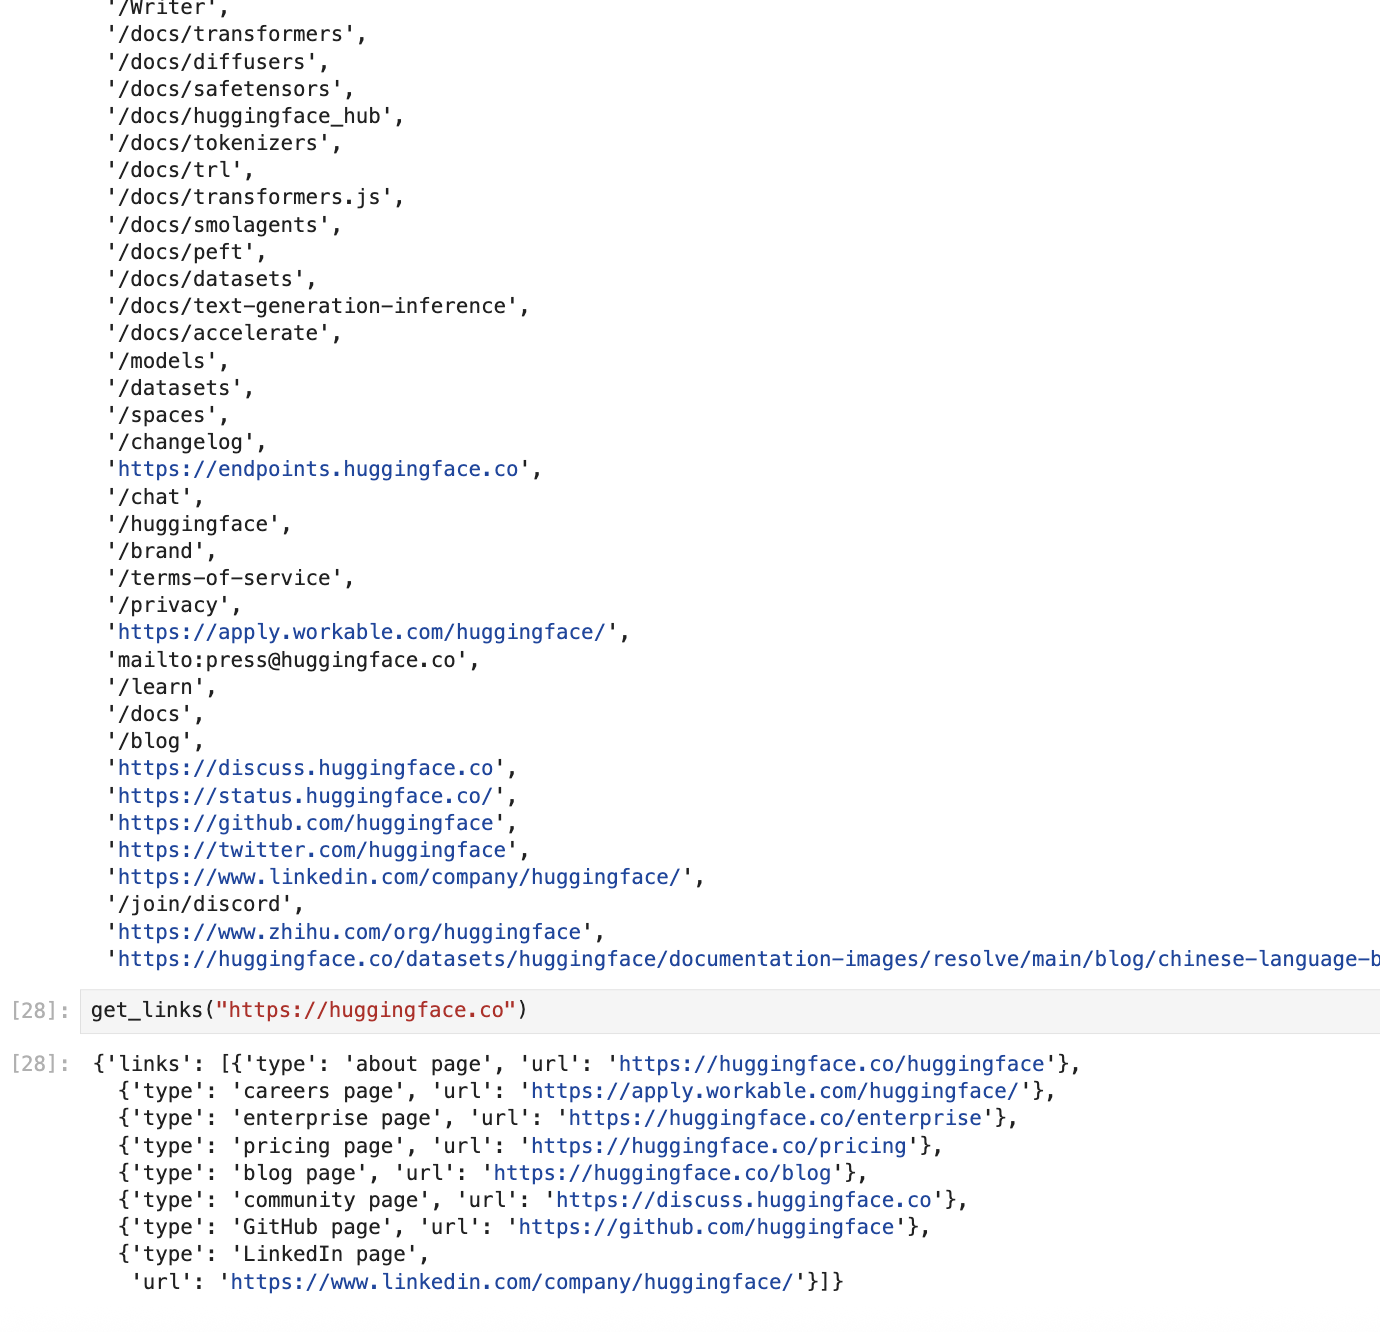 '/Writer',
'/docs/transformers',
'/docs/diffusers',
'/docs/safetensors',
'/docs/huggingface_hub',
'/docs/tokenizers',
'/docs/trl',
'/docs/transformers.js',
'/docs/smolagents',
'/docs/peft',
'/docs/datasets',
'/docs/text-generation-inference',
'/docs/accelerate',
'/models',
'/datasets',
'/spaces',
'/changelog',
'https://endpoints.huggingface.co',
'/chat',
'/huggingface',
'/brand',
'/terms-of-service',
'/privacy',
'https://apply.workable.com/huggingface/',
'mailto:press@huggingface.co',
'/learn',
'/docs',
'/blog',
'https://discuss.huggingface.co',
'https://status.huggingface.co/',
'https://github.com/huggingface',
'https://twitter.com/huggingface',
'https://www.linkedin.com/company/huggingface/',
'/join/discord',
'https://www.zhihu.com/org/huggingface',
'https://huggingface.co/datasets/huggingface/documentation-images/resolve/main/blog/chinese-language-b
[28]: get_links("https://huggingface.co")
[28]: {'links': [{'type': 'about page', 'url': 'https://huggingface.co/huggingface'},
{'type': 'careers page', 'url': 'https://apply.workable.com/huggingface/'},
{'type': 'enterprise page', 'url': 'https://huggingface.co/enterprise'},
{'type': 'pricing page', 'url': 'https://huggingface.co/pricing'},
{'type': 'blog page', 'url': 'https://huggingface.co/blog'},
{'type': 'community page', 'url': 'https://discuss.huggingface.co'},
{'type': 'GitHub page', 'url': 'https://github.com/huggingface'},
{'type': 'LinkedIn page',
'url': 'https://www.linkedin.com/company/huggingface/'}]}